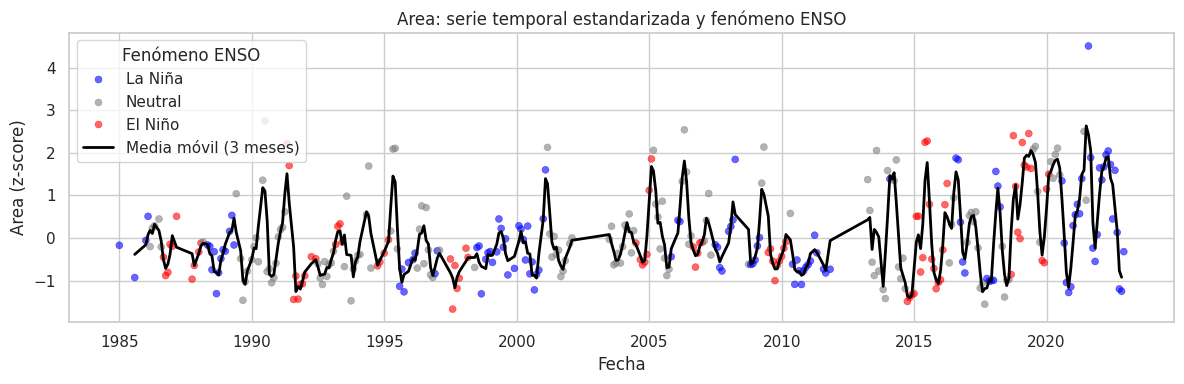 Area: serie temporal estandarizada y fenómeno ENSO
Fenómeno ENSO
La Niña
Neutral
El Niño
Media móvil (3 meses)
Area (z-score)
4
3
2
1
0
−1
1985
1990
1995
2000
2005
2010
2015
2020
Fecha